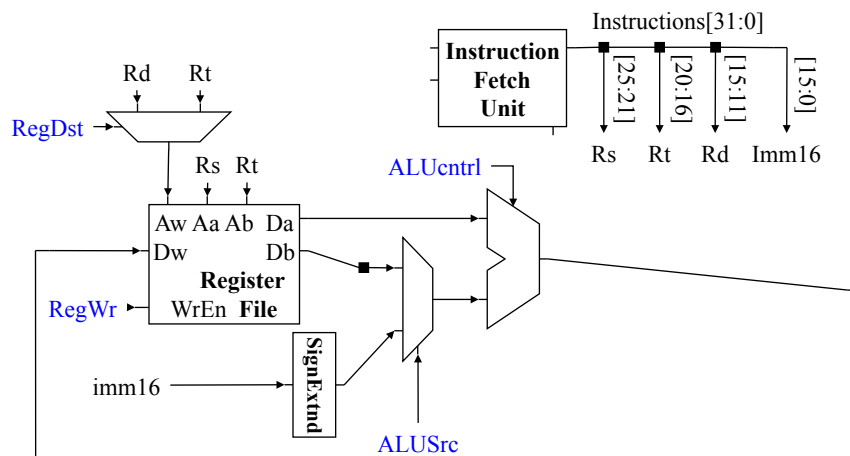 Instructions[31:0]
Instruction
Fetch
Unit
[25:21]
[20:16]
[15:11]
[15:0]
Rs
Rt
Rd
Imm16
Rd
Rt
RegDst
Rs
Rt
ALUcntrl
Aw Aa Ab Da
Dw
Db
Register
File
WrEn
RegWr
SignExtnd
imm16
ALUSrc